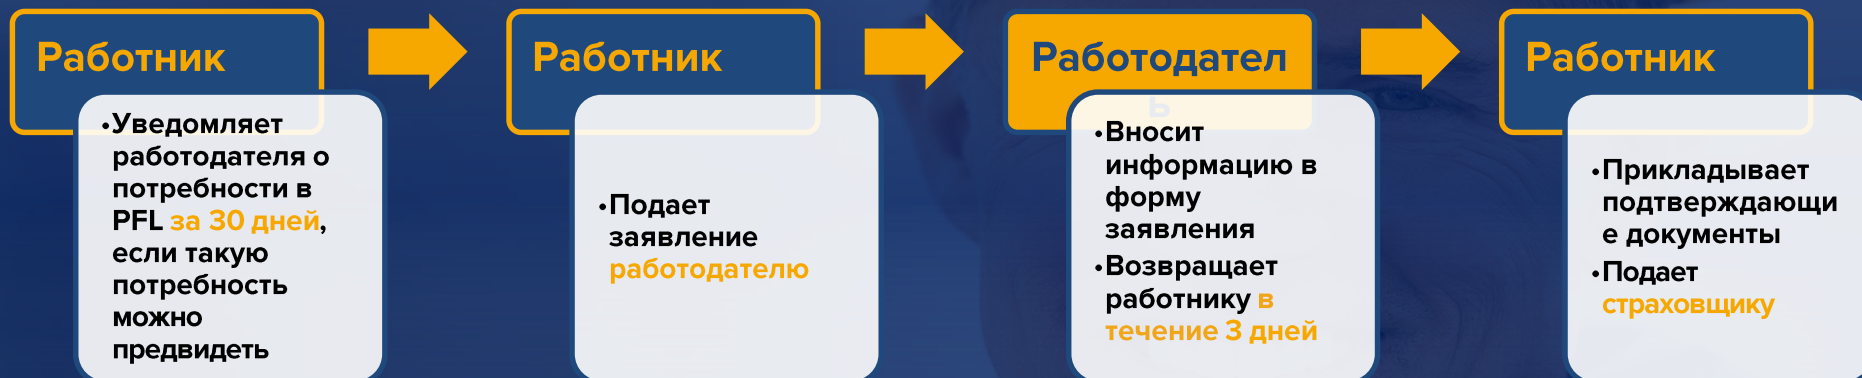 Работник
•Уведомляет
работодателя о
потребности в
PFL за 30 дней,
если такую
потребность
можно
предвидеть
Работник
•Подает
заявление
работодателю
Работодател
ь
•Вносит
информацию в
форму
заявления
•Возвращает
работнику в
течение 3 дней
Работник
•Прикладывает
подтверждающи
е документы
•Подает
страховщику